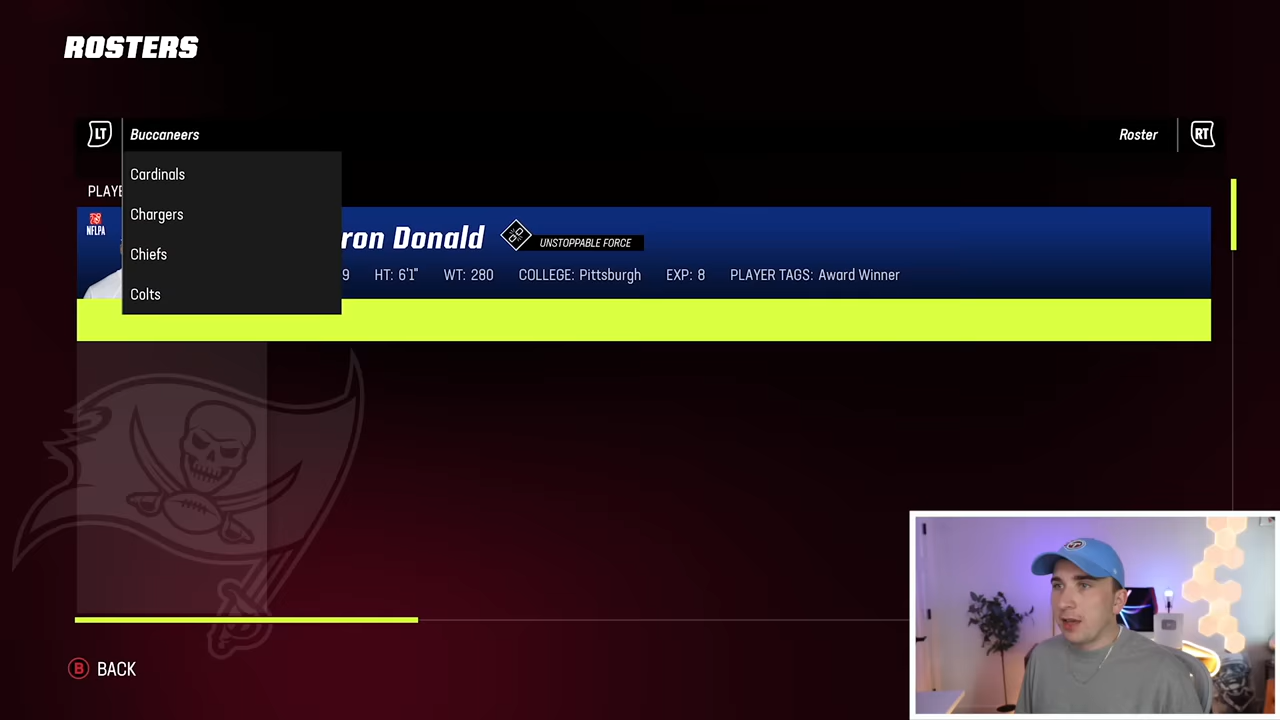 ROSTERS
LT Buccaneers Roster RT
Cardinals
PLAYE
Chargers
NFLPA
ron Donald UNSTOPPABLE FORCE
Chiefs
9 HT: 6'1" WT: 280 COLLEGE: Pittsburgh EXP: 8 PLAYER TAGS: Award Winner
Colts
B BACK